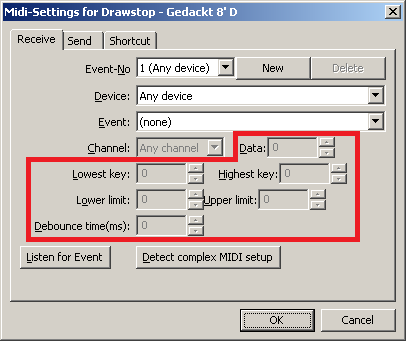 Midi-Settings for Drawstop - Gedackt 8' D
Receive Send Shortcut
Event-No 1 (Any device) New Delete
Device: Any device
Event: (none)
Channel: Any channel Data: 0
Lowest key: 0 Highest key: 0
Lower limit: 0 Upper limit: 0
Debounce time(ms): 0
Listen for Event Detect complex MIDI setup
OK Cancel